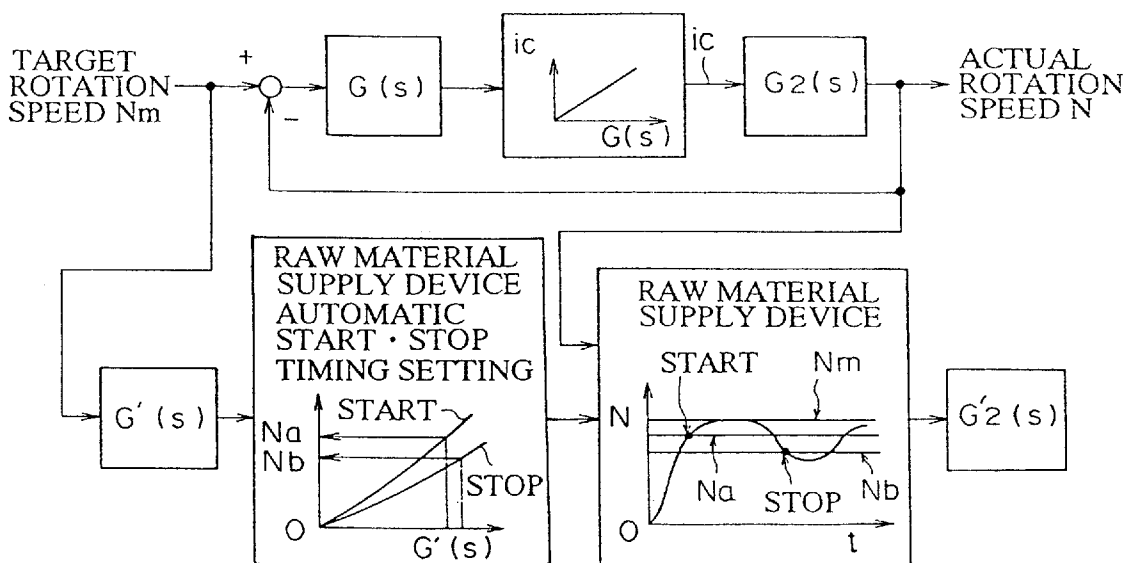 TARGET
ROTATION
SPEED Nm
+
−
G(s)
ic
G(s)
ic
G2(s)
ACTUAL
ROTATION
SPEED N
RAW MATERIAL
SUPPLY DEVICE
AUTOMATIC
START・STOP
TIMING SETTING
G'(s)
START
Na
Nb
STOP
O
G'(s)
RAW MATERIAL
SUPPLY DEVICE
START
Nm
N
Na
STOP
Nb
O
t
G'2(s)